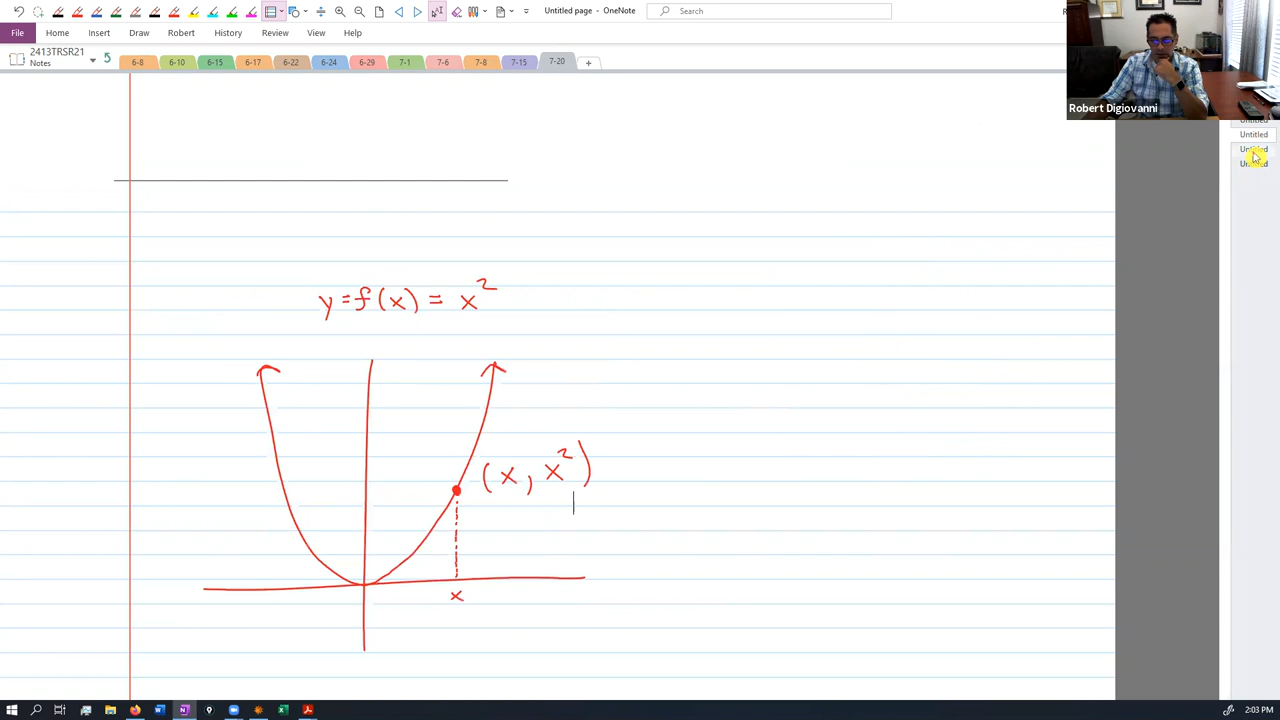 Untitled page - OneNote
Search
File Home Insert Draw Robert History Review View Help
2413TRSR21
Notes
6-8 6-10 6-15 6-17 6-22 6-24 6-29 7-1 7-6 7-8 7-15 7-20
Robert Digiovanni
Untitled
Untitled
Untitled
Untitled
y=f(x) = x²
(x, x²)
x
2:03 PM